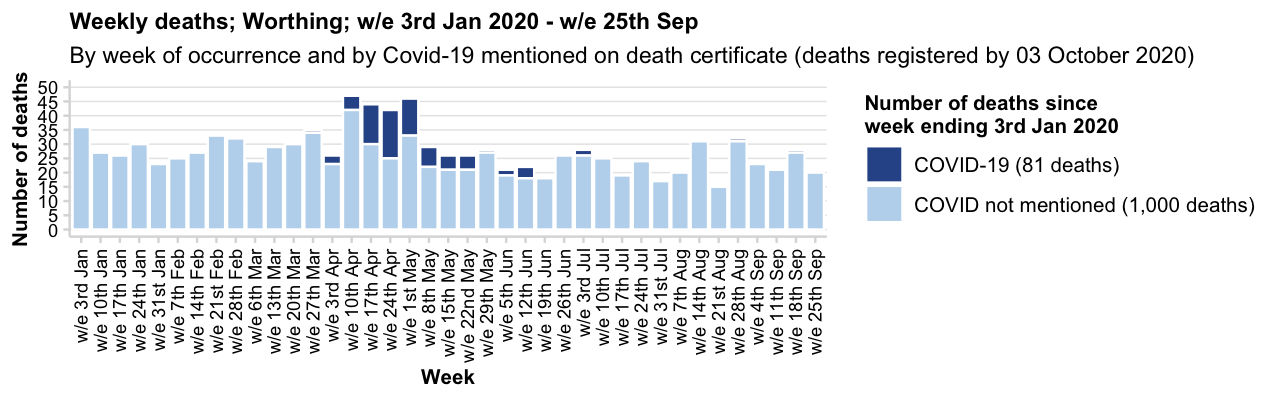 Weekly deaths; Worthing; w/e 3rd Jan 2020 - w/e 25th Sep
By week of occurrence and by Covid-19 mentioned on death certificate (deaths registered by 03 October 2020)
Number of deaths
50
45
40
35
30
25
20
15
10
5
0
w/e 3rd Jan
w/e 10th Jan
w/e 17th Jan
w/e 24th Jan
w/e 31st Jan
w/e 7th Feb
w/e 14th Feb
w/e 21st Feb
w/e 28th Feb
w/e 6th Mar
w/e 13th Mar
w/e 20th Mar
w/e 27th Mar
w/e 3rd Apr
w/e 10th Apr
w/e 17th Apr
w/e 24th Apr
w/e 1st May
w/e 8th May
w/e 15th May
w/e 22nd May
w/e 29th May
w/e 5th Jun
w/e 12th Jun
w/e 19th Jun
w/e 26th Jun
w/e 3rd Jul
w/e 10th Jul
w/e 17th Jul
w/e 24th Jul
w/e 31st Jul
w/e 7th Aug
w/e 14th Aug
w/e 21st Aug
w/e 28th Aug
w/e 4th Sep
w/e 11th Sep
w/e 18th Sep
w/e 25th Sep
Week
Number of deaths since
week ending 3rd Jan 2020
COVID-19 (81 deaths)
COVID not mentioned (1,000 deaths)